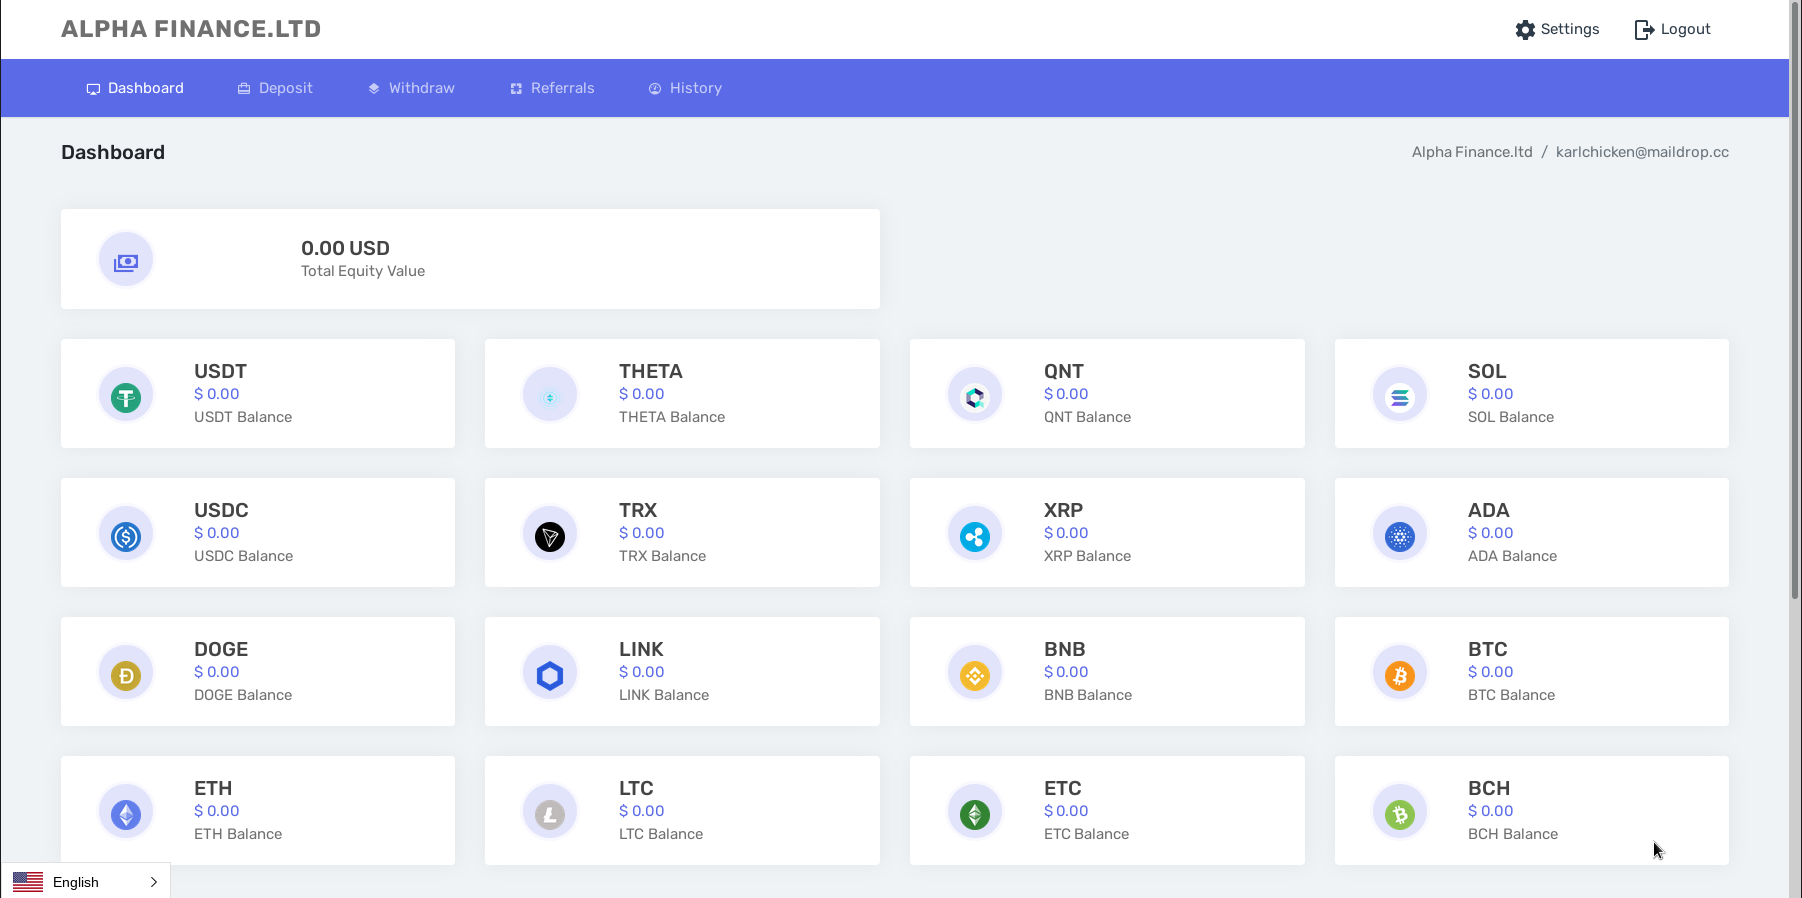 ALPHA FINANCE.LTD
Settings
Logout
Dashboard
Deposit
Withdraw
Referrals
History
Dashboard
Alpha Finance.ltd / karlchicken@maildrop.cc
0.00 USD
Total Equity Value
USDT
$ 0.00
USDT Balance
THETA
$ 0.00
THETA Balance
QNT
$ 0.00
QNT Balance
SOL
$ 0.00
SOL Balance
USDC
$ 0.00
USDC Balance
TRX
$ 0.00
TRX Balance
XRP
$ 0.00
XRP Balance
ADA
$ 0.00
ADA Balance
DOGE
$ 0.00
DOGE Balance
LINK
$ 0.00
LINK Balance
BNB
$ 0.00
BNB Balance
BTC
$ 0.00
BTC Balance
ETH
$ 0.00
ETH Balance
LTC
$ 0.00
LTC Balance
ETC
$ 0.00
ETC Balance
BCH
$ 0.00
BCH Balance
English